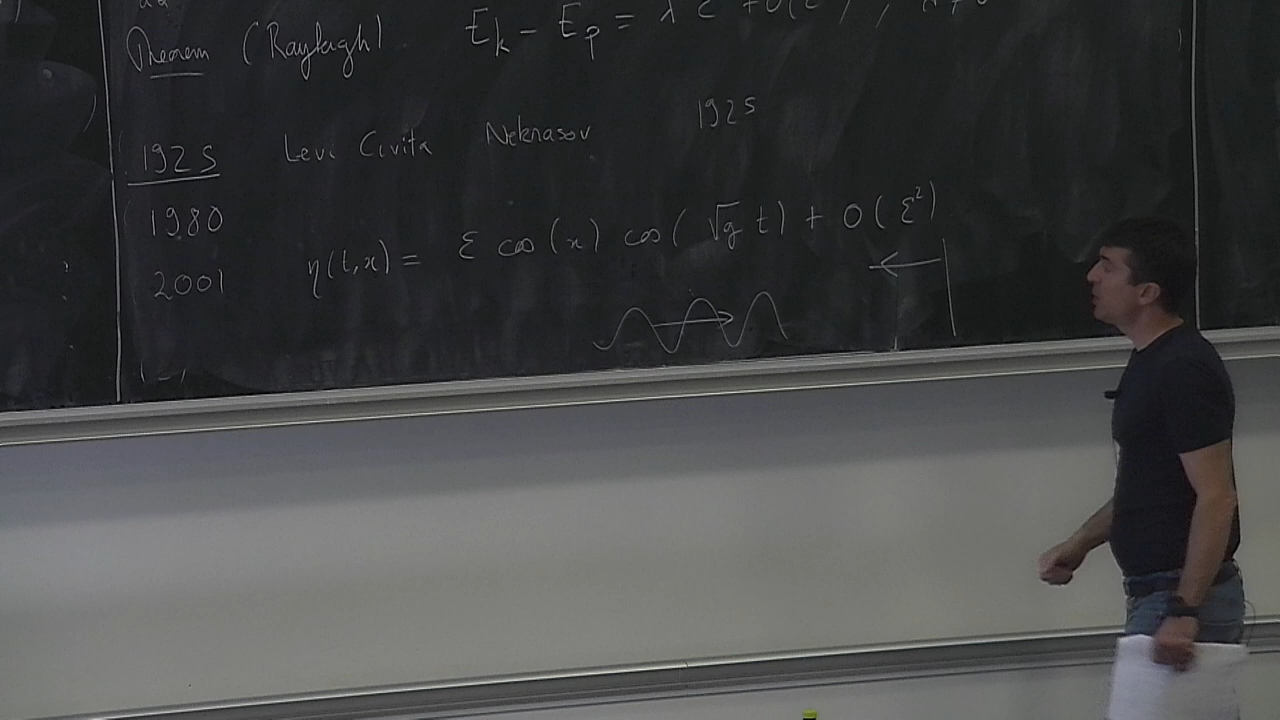 Theorem (Rayleigh) E_k - E_p =
1925 Levi Civita Nekrasov 1925
1980
η(t,x) = ε cos(x) cos(√g t) + O(ε²)
2001